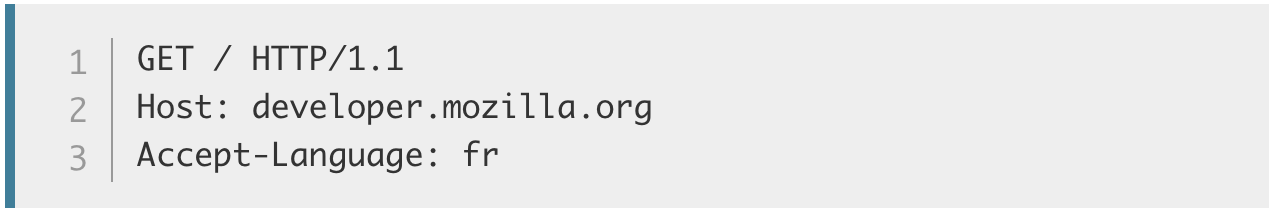 1 GET / HTTP/1.1
2 Host: developer.mozilla.org
3 Accept-Language: fr